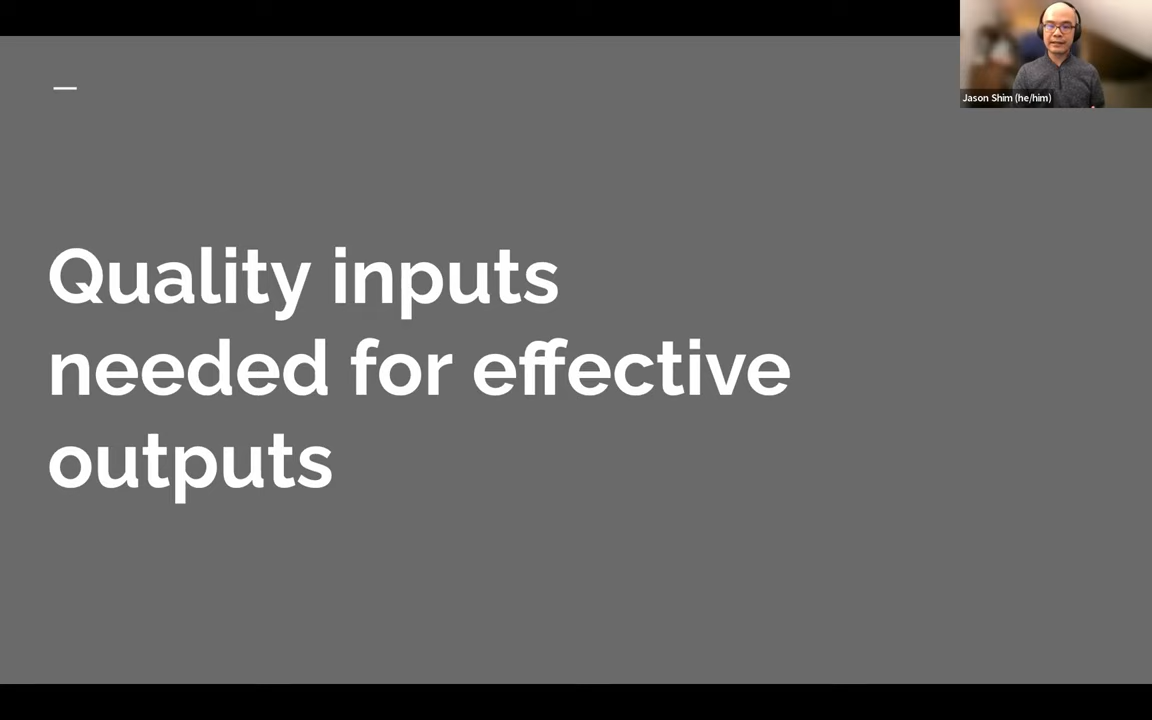 Jason Shim (he/him)
Quality inputs
needed for effective
outputs